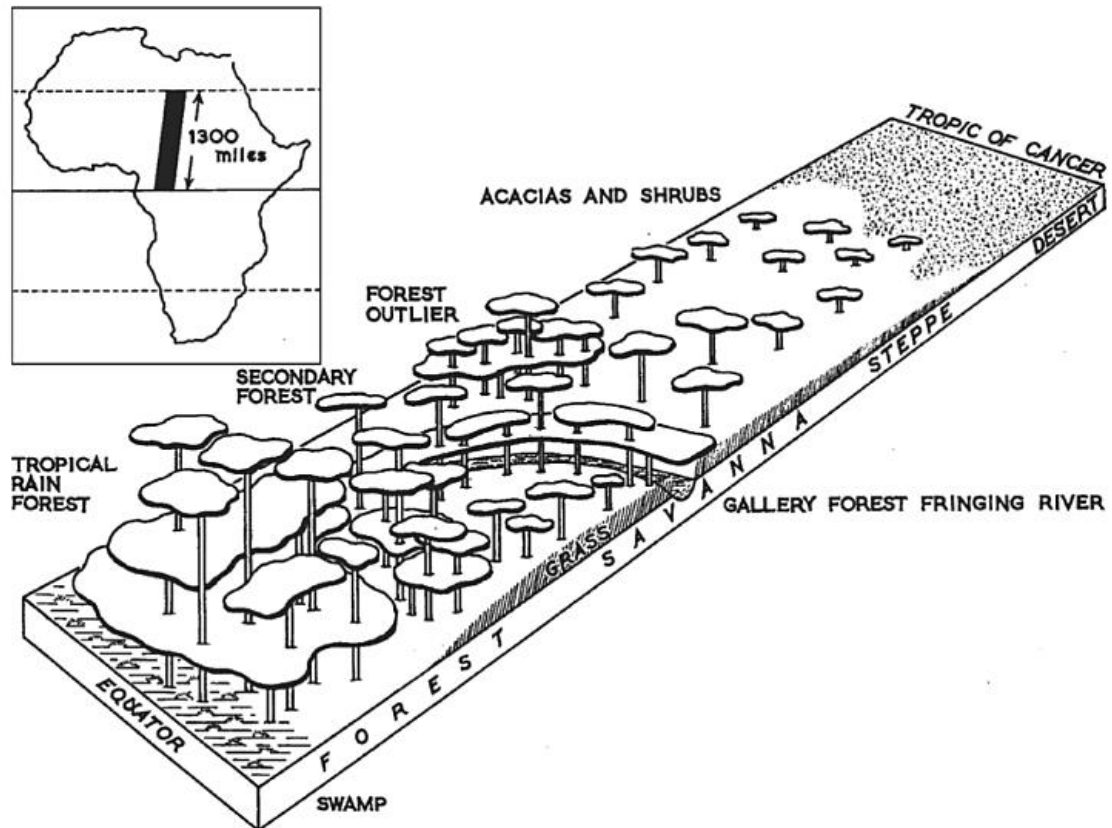 1300
miles
TROPIC OF CANCER
ACACIAS AND SHRUBS
DESERT
FOREST
OUTLIER
STEPPE
SECONDARY
FOREST
TROPICAL
RAIN
FOREST
GALLERY FOREST FRINGING RIVER
GRASS
SAVANNA
FOREST
EQUATOR
SWAMP